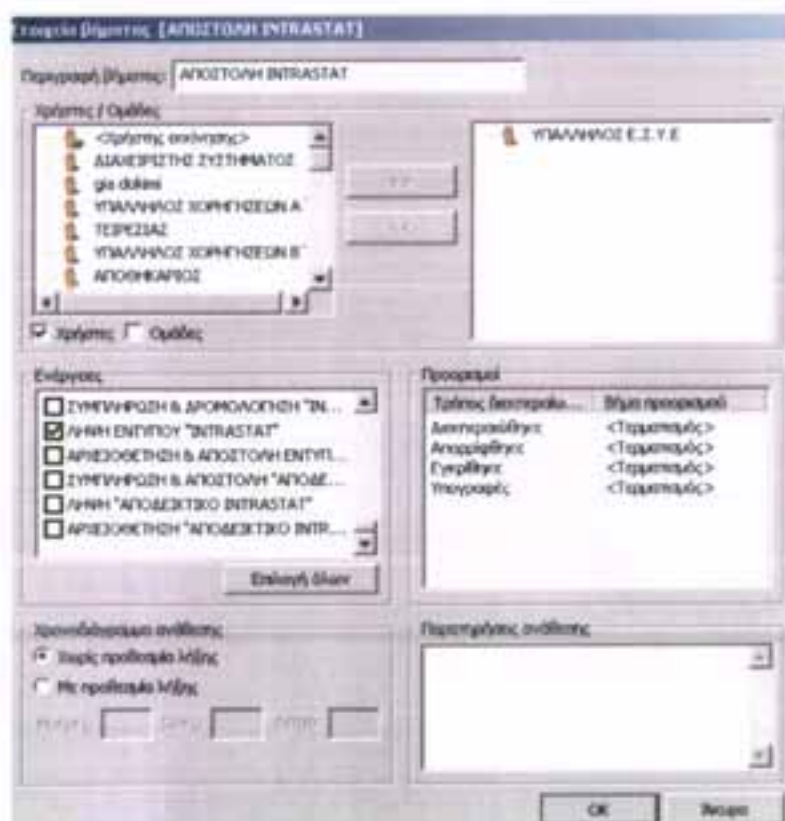 Στοιχεία βήματος [ΑΠΟΣΤΟΛΗ INTRASTAT]
Περιγραφή βήματος: ΑΠΟΣΤΟΛΗ INTRASTAT
Χρήστες / Ομάδες
<Χρήστης εκκίνησης>
ΔΙΑΧΕΙΡΙΣΤΗΣ ΣΥΣΤΗΜΑΤΟΣ
gia dokimi
ΥΠΑΛΛΗΛΟΣ ΧΟΡΗΓΗΣΕΩΝ Α'
ΤΕΙΡΕΣΙΑΣ
ΥΠΑΛΛΗΛΟΣ ΧΟΡΗΓΗΣΕΩΝ Β'
ΑΠΟΘΗΚΑΡΙΟΣ
>>
<<
ΥΠΑΛΛΗΛΟΣ Ε.Σ.Υ.Ε
Χρήστες Ομάδες
Ενέργειες
ΣΥΜΠΛΗΡΩΣΗ & ΔΡΟΜΟΛΟΓΗΣΗ "IN...
ΛΗΨΗ ΕΝΤΥΠΟΥ "INTRASTAT"
ΑΡΧΕΙΟΘΕΤΗΣΗ & ΑΠΟΣΤΟΛΗ ΕΝΤΥΠ...
ΣΥΜΠΛΗΡΩΣΗ & ΑΠΟΣΤΟΛΗ "ΑΠΟΔΕ...
ΛΗΨΗ "ΑΠΟΔΕΙΚΤΙΚΟ INTRASTAT"
ΑΡΧΕΙΟΘΕΤΗΣΗ "ΑΠΟΔΕΙΚΤΙΚΟ INTR...
Επιλογή όλων
Προορισμοί
Τρόπος διεκπεραίω... Βήμα προορισμού
Διεκπεραιώθηκε <Τερματισμός>
Απορρίφθηκε <Τερματισμός>
Εγκρίθηκε <Τερματισμός>
Υπογραφές <Τερματισμός>
Χρονοδιάγραμμα ανάθεσης
Χωρίς προθεσμία λήξης
Με προθεσμία λήξης
Παρατηρήσεις ανάθεσης
OK Άκυρο